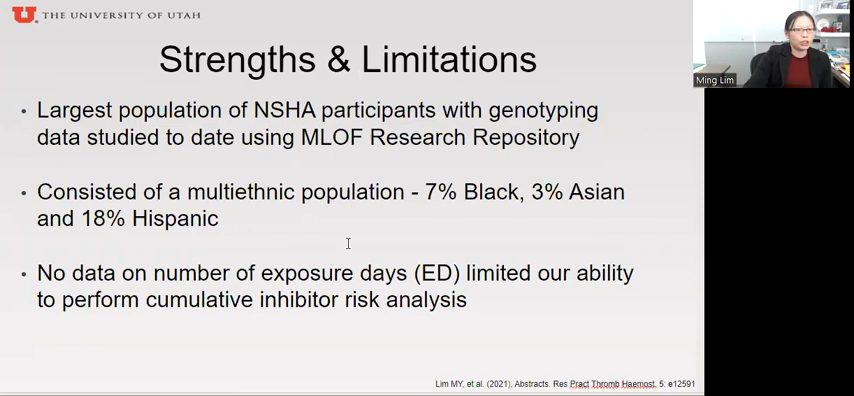 THE UNIVERSITY OF UTAH
Strengths & Limitations
• Largest population of NSHA participants with genotyping
data studied to date using MLOF Research Repository
• Consisted of a multiethnic population - 7% Black, 3% Asian
and 18% Hispanic
• No data on number of exposure days (ED) limited our ability
to perform cumulative inhibitor risk analysis
Lim MY, et al. (2021), Abstracts. Res Pract Thromb Haemost, 5: e12591
Ming Lim